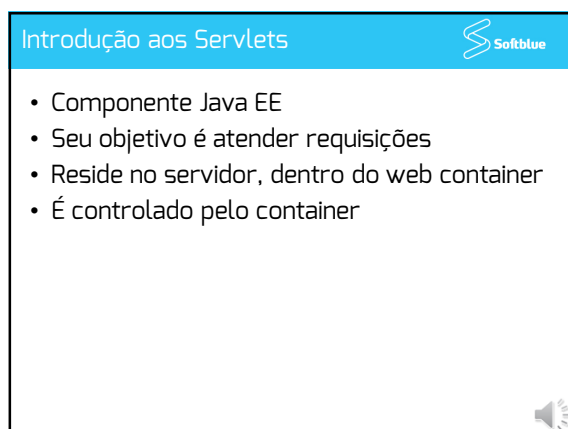 Introdução aos Servlets
Softblue
• Componente Java EE
• Seu objetivo é atender requisições
• Reside no servidor, dentro do web container
• É controlado pelo container